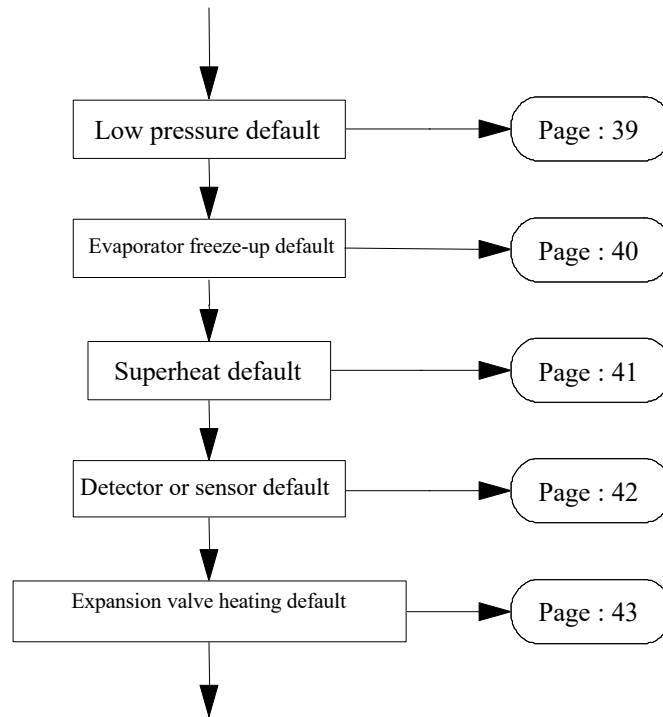 Low pressure default
Page : 39
Evaporator freeze-up default
Page : 40
Superheat default
Page : 41
Detector or sensor default
Page : 42
Expansion valve heating default
Page : 43